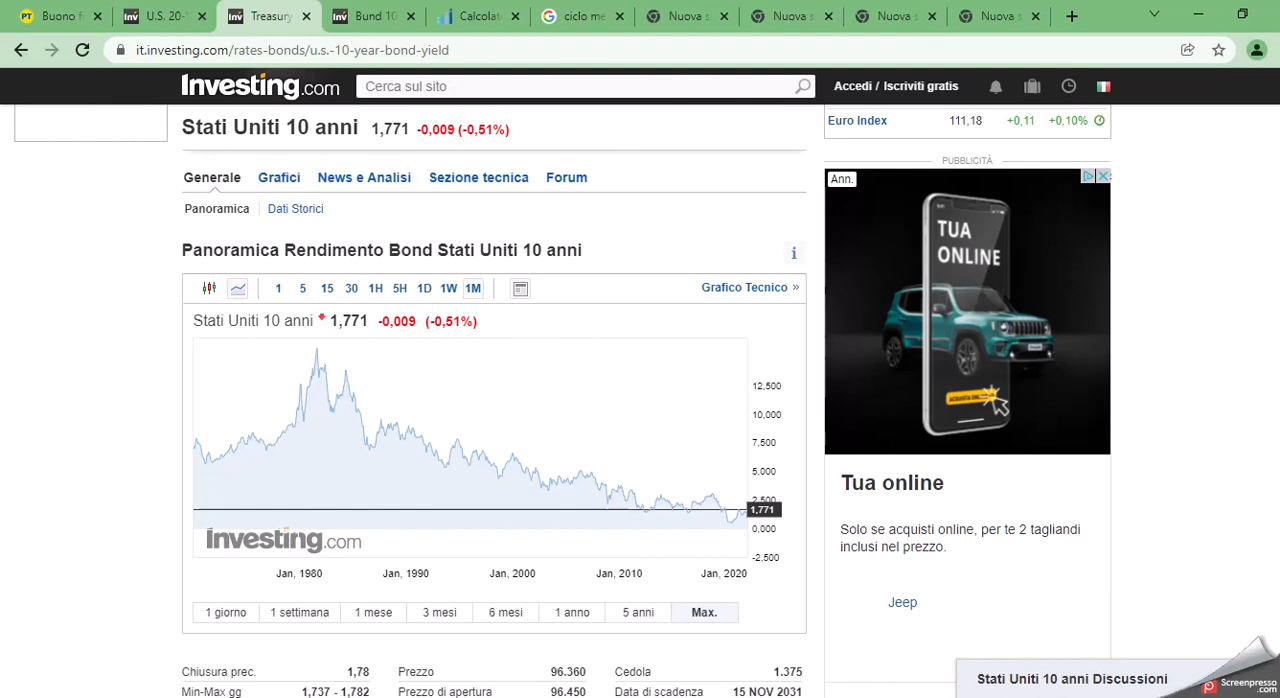 Buono f
U.S. 20-
Treasury
Bund 10
Calcolat
ciclo me
Nuova s
Nuova s
Nuova s
Nuova s
it.investing.com/rates-bonds/u.s.-10-year-bond-yield
Investing.com
Cerca sul sito
Accedi / Iscriviti gratis
Stati Uniti 10 anni 1,771 -0,009 (-0,51%)
Euro Index 111,18 +0,11 +0,10%
PUBBLICITÀ
Generale Grafici News e Analisi Sezione tecnica Forum
Panoramica Dati Storici
Ann.
TUA
ONLINE
Panoramica Rendimento Bond Stati Uniti 10 anni
1 5 15 30 1H 5H 1D 1W 1M
Grafico Tecnico »
Stati Uniti 10 anni 1,771 -0,009 (-0,51%)
12,500
10,000
7,500
5,000
2,500
1,771
0,000
-2,500
Investing.com
Jan, 1980 Jan, 1990 Jan, 2000 Jan, 2010 Jan, 2020
1 giorno 1 settimana 1 mese 3 mesi 6 mesi 1 anno 5 anni Max.
Tua online
Solo se acquisti online, per te 2 tagliandi
inclusi nel prezzo.
Jeep
Chiusura prec. 1,78 Prezzo 96.360 Cedola 1.375
Min-Max gg 1,737 - 1,782 Prezzo di apertura 96.450 Data di scadenza 15 NOV 2031
Stati Uniti 10 anni Discussioni
Screenpresso
.com